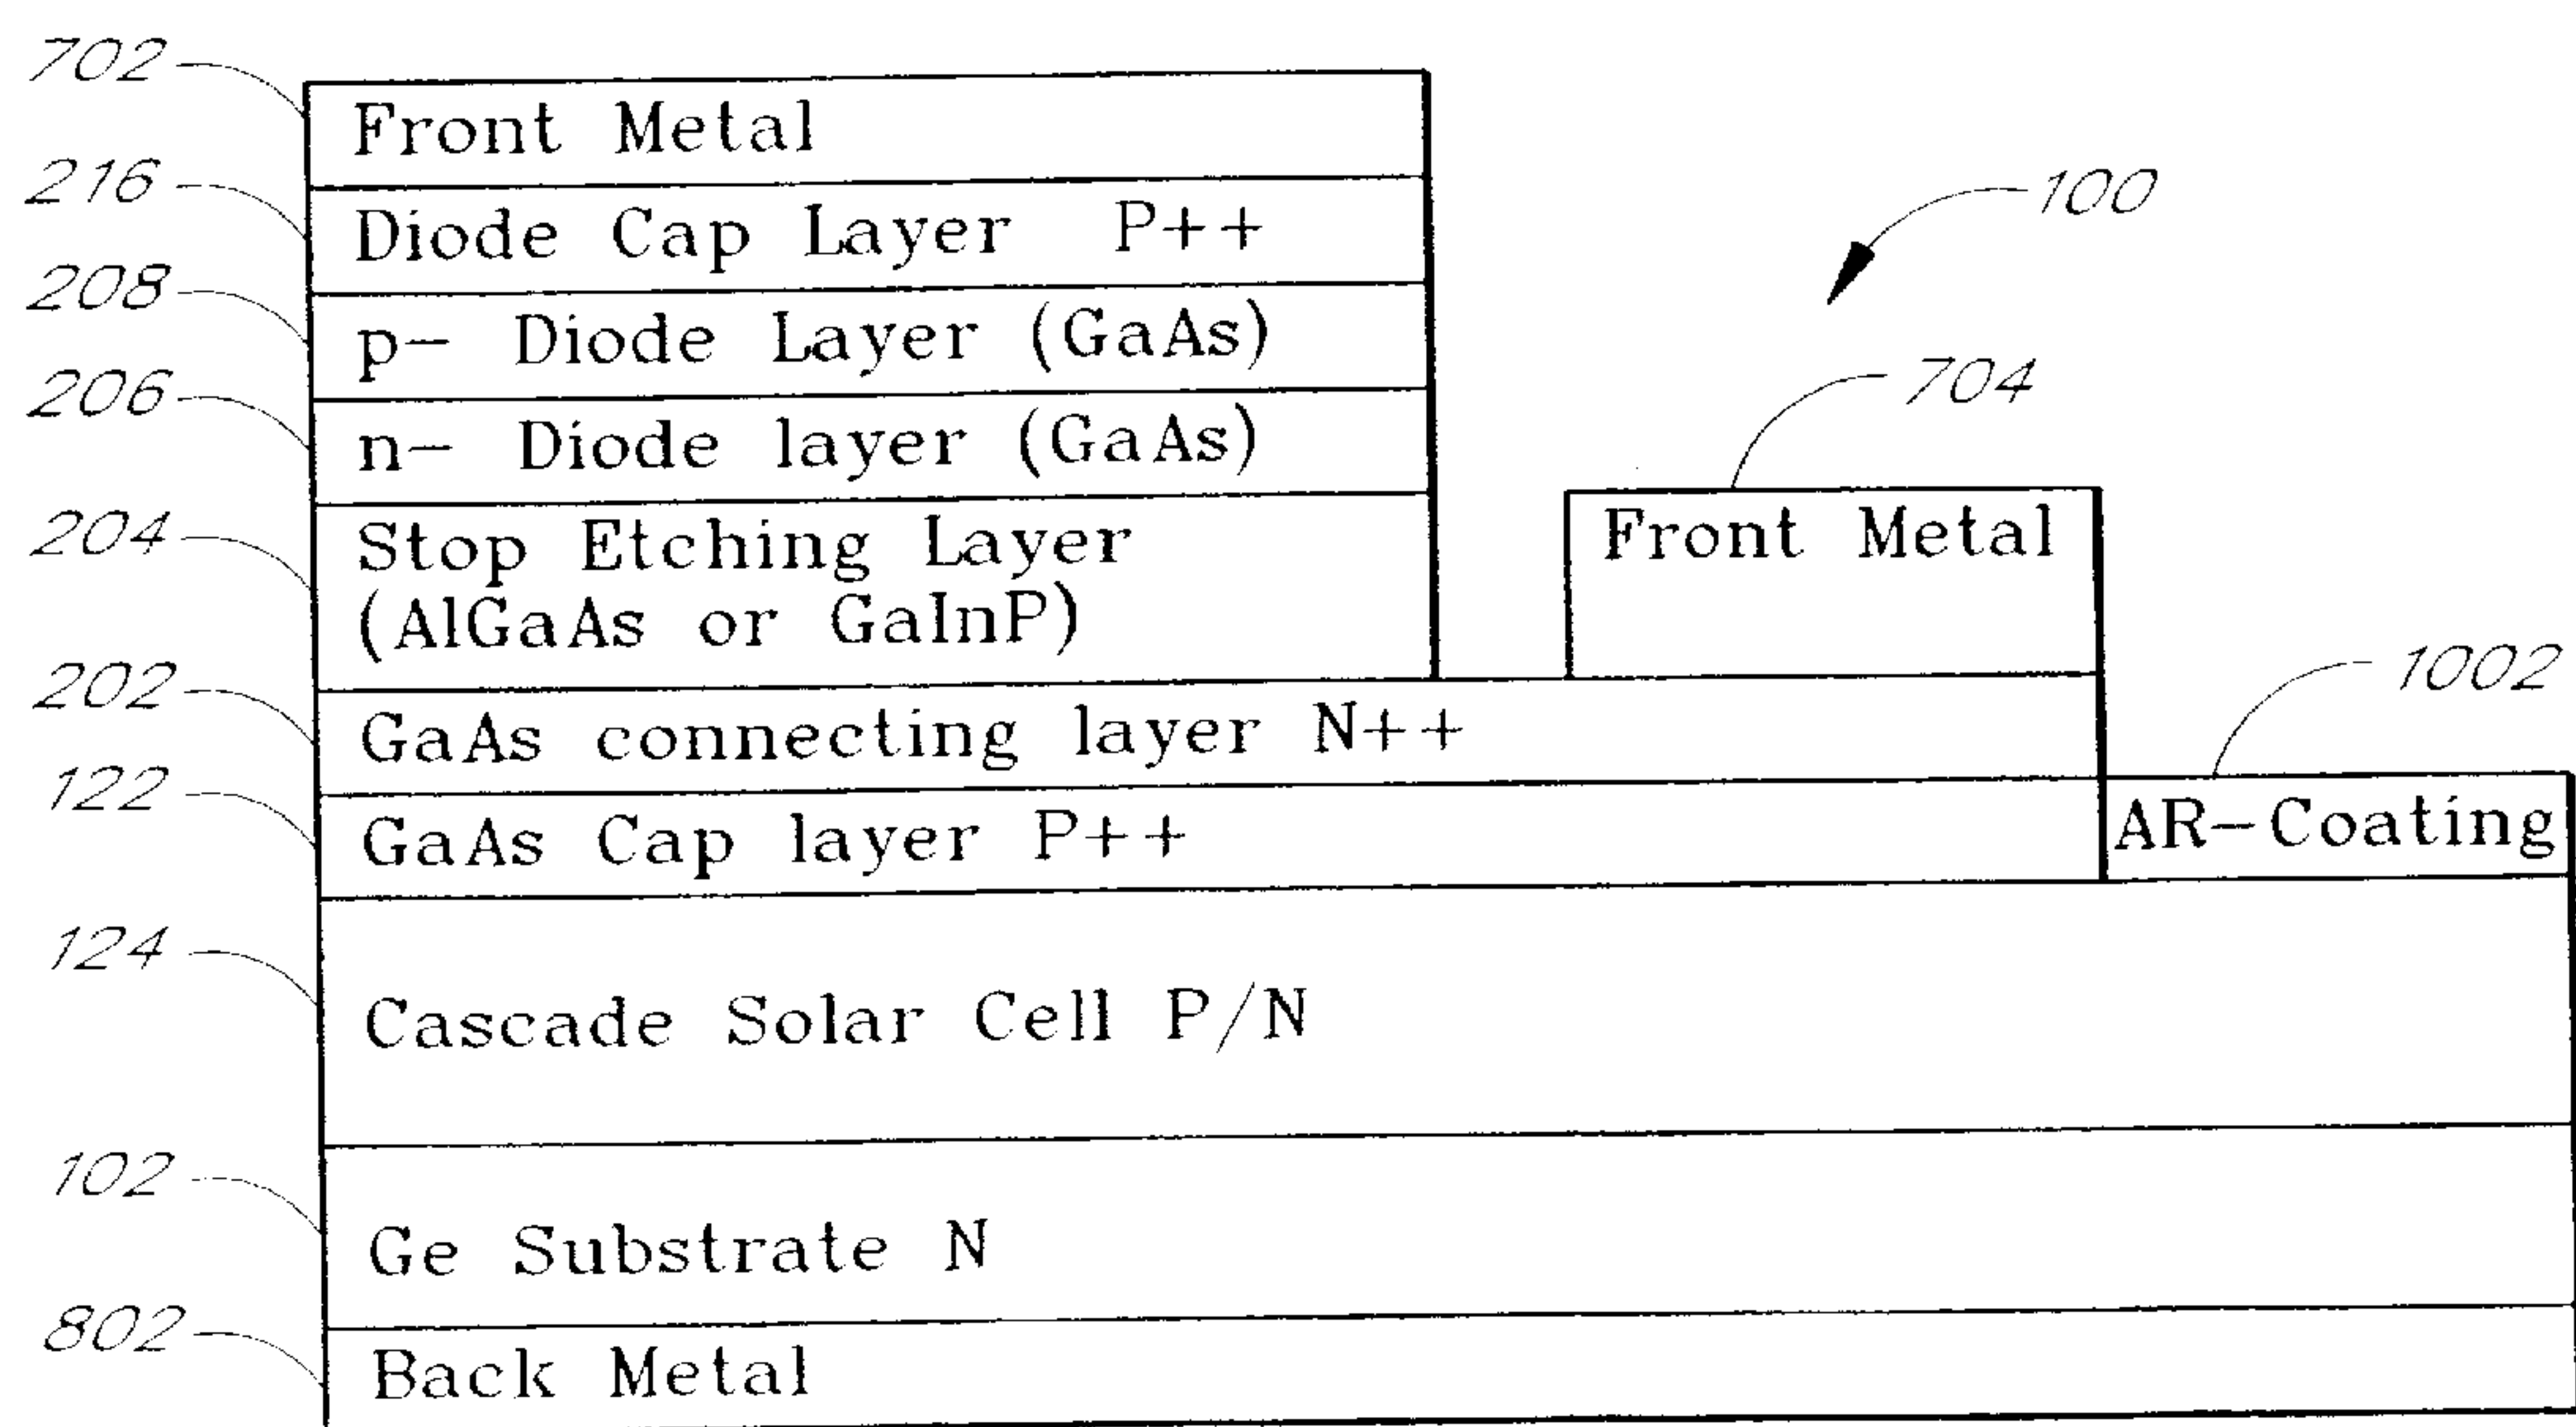 702
Front Metal
216
Diode Cap Layer P++
100
208
p- Diode Layer (GaAs)
704
206
n- Diode layer (GaAs)
204
Stop Etching Layer
(AlGaAs or GaInP)
Front Metal
202
GaAs connecting layer N++
1002
122
GaAs Cap layer P++
AR-Coating
124
Cascade Solar Cell P/N
102
Ge Substrate N
802
Back Metal